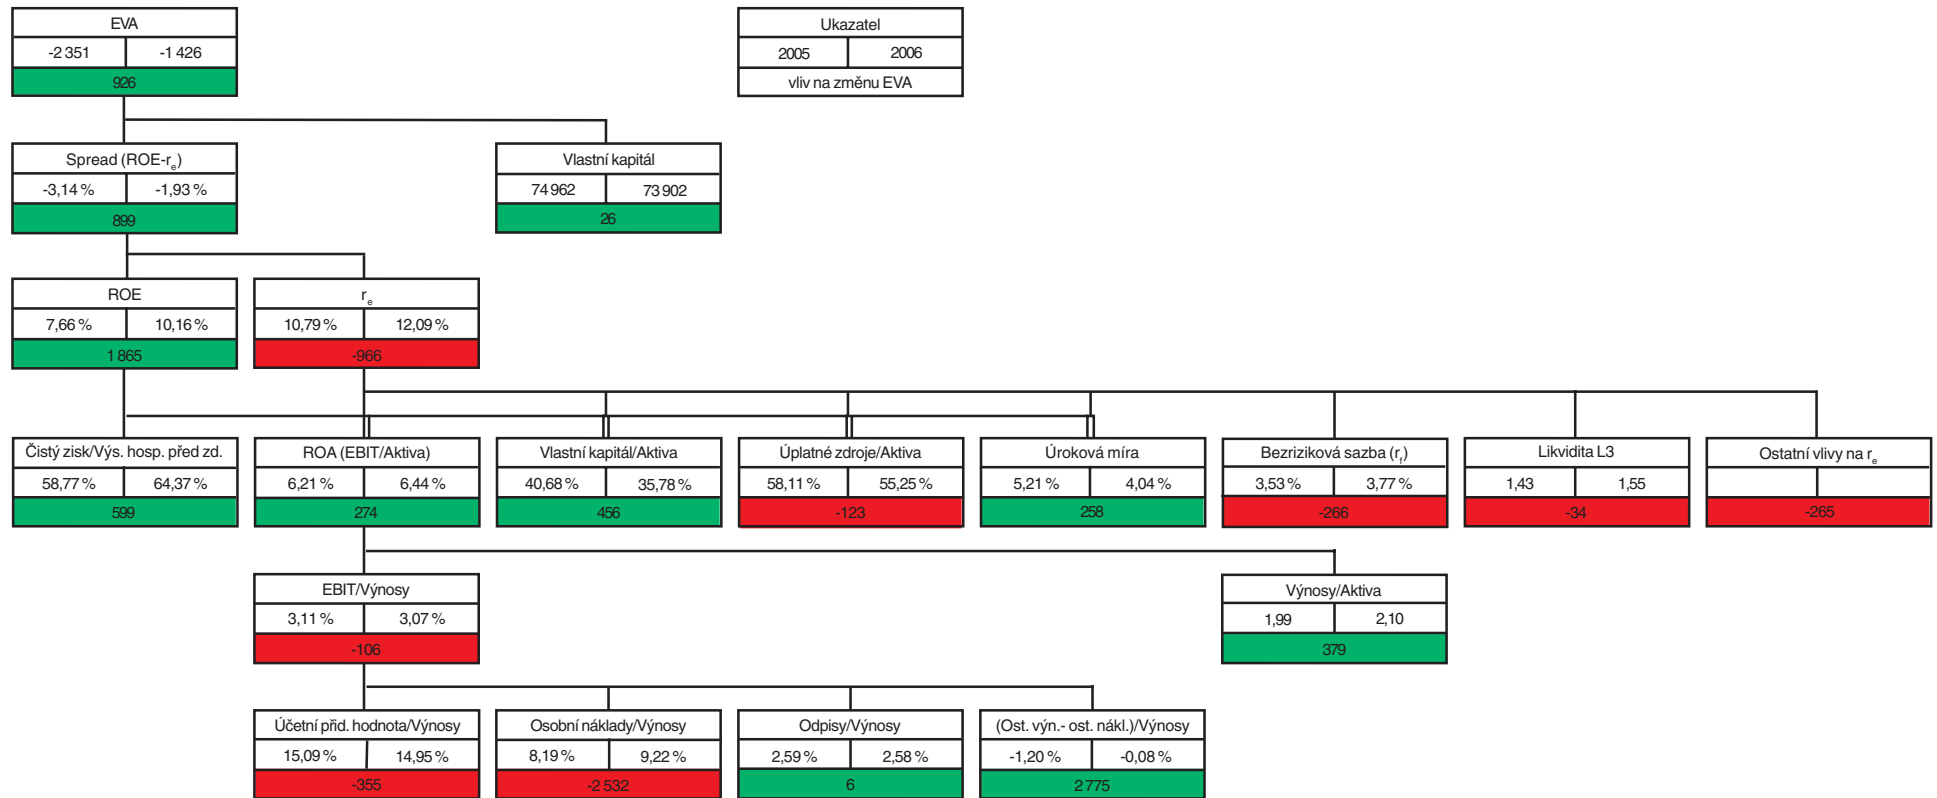 EVA
-2 351 -1 426
926
Ukazatel
2005 2006
vliv na změnu EVA
Spread (ROE-re)
-3,14 % -1,93 %
899
Vlastní kapitál
74 962 73 902
26
ROE
7,66 % 10,16 %
1 865
re
10,79 % 12,09 %
-966
Čistý zisk/Výs. hosp. před zd.
58,77 % 64,37 %
599
ROA (EBIT/Aktiva)
6,21 % 6,44 %
274
Vlastní kapitál/Aktiva
40,68 % 35,78 %
456
Úplatné zdroje/Aktiva
58,11 % 55,25 %
-123
Úroková míra
5,21 % 4,04 %
258
Bezriziková sazba (rf)
3,53 % 3,77 %
-266
Likvidita L3
1,43 1,55
-34
Ostatní vlivy na re
-265
EBIT/Výnosy
3,11 % 3,07 %
-106
Výnosy/Aktiva
1,99 2,10
379
Účetní přid. hodnota/Výnosy
15,09 % 14,95 %
-355
Osobní náklady/Výnosy
8,19 % 9,22 %
-2 532
Odpisy/Výnosy
2,59 % 2,58 %
6
(Ost. výn.- ost. nákl.)/Výnosy
-1,20 % -0,08 %
2 775